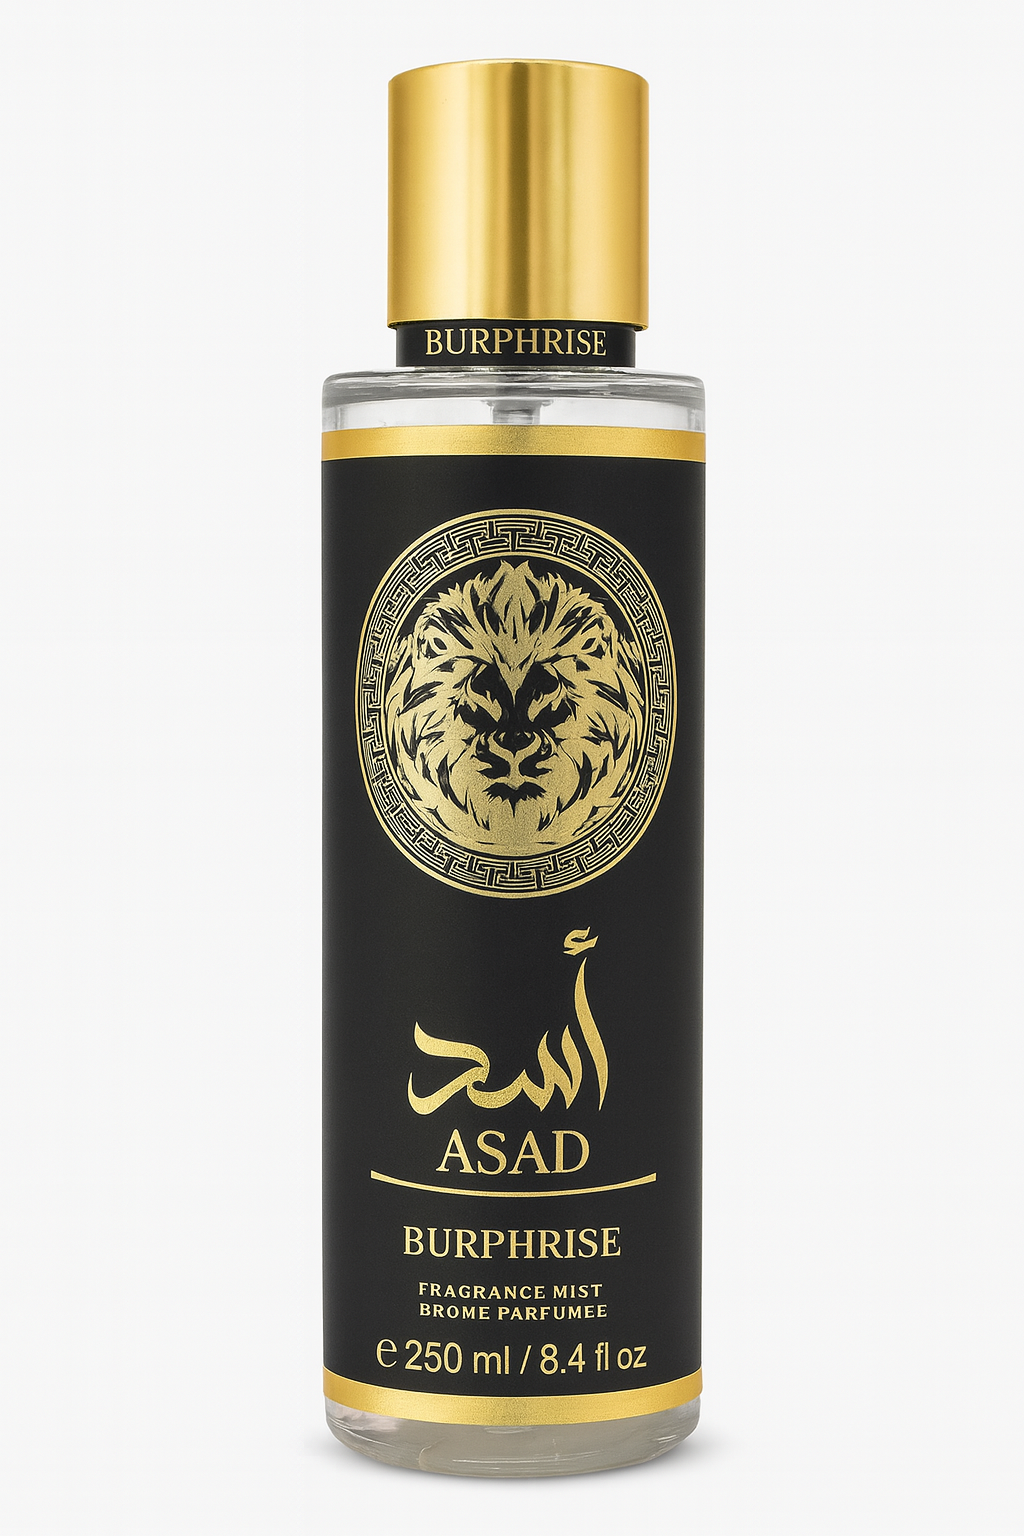 BURPHRISE
أسد
ASAD
BURPHRISE
FRAGRANCE MIST
BROME PARFUMEE
℮ 250 ml / 8.4 fl oz